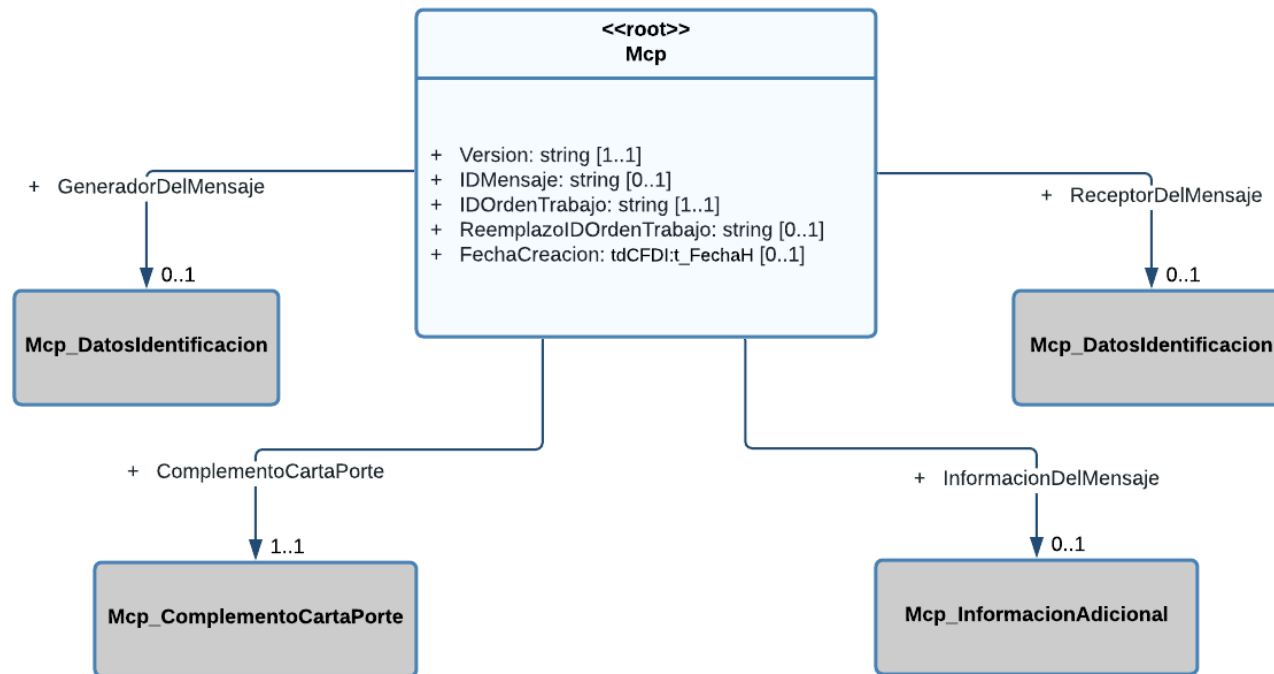 <<root>>
Mcp
+ Version: string [1..1]
+ IDMensaje: string [0..1]
+ IDOrdenTrabajo: string [1..1]
+ ReemplazoIDOrdenTrabajo: string [0..1]
+ FechaCreacion: tdCFDI:t_FechaH [0..1]
+ GeneradorDelMensaje
0..1
Mcp_DatosIdentificacion
+ ReceptorDelMensaje
0..1
Mcp_DatosIdentificacion
+ ComplementoCartaPorte
1..1
Mcp_ComplementoCartaPorte
+ InformacionDelMensaje
0..1
Mcp_InformacionAdicional